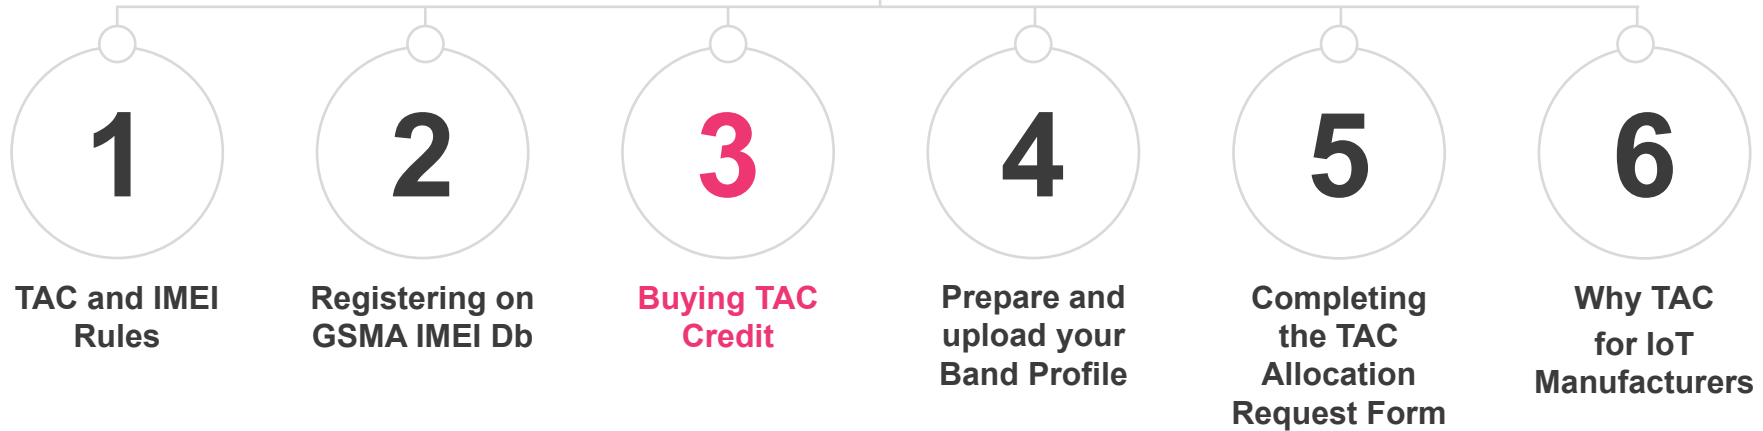 1
TAC and IMEI
Rules
2
Registering on
GSMA IMEI Db
3
Buying TAC
Credit
4
Prepare and
upload your
Band Profile
5
Completing
the TAC
Allocation
Request Form
6
Why TAC
for IoT
Manufacturers